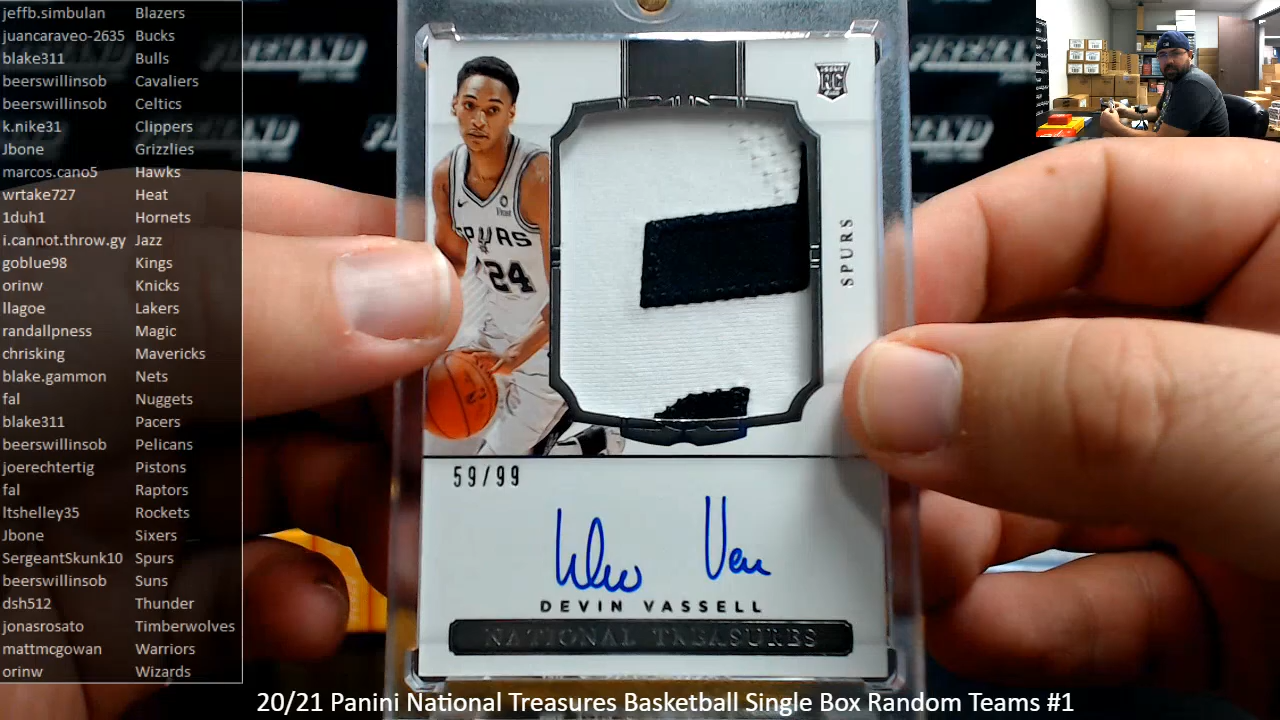 jeffb.simbulan Blazers
juancaraveo-2635 Bucks
blake311 Bulls
beerswillinsob Cavaliers
beerswillinsob Celtics
k.nike31 Clippers
Jbone Grizzlies
marcos.cano5 Hawks
wrtake727 Heat
1duh1 Hornets
i.cannot.throw.gy Jazz
goblue98 Kings
orinw Knicks
llagoe Lakers
randallpness Magic
chrisking Mavericks
blake.gammon Nets
fal Nuggets
blake311 Pacers
beerswillinsob Pelicans
joerechtertig Pistons
fal Raptors
ltshelley35 Rockets
Jbone Sixers
SergeantSkunk10 Spurs
beerswillinsob Suns
dsh512 Thunder
jonasrosato Timberwolves
mattmcgowan Warriors
orinw Wizards
RC
SPURS
24
SPURS
59/99
DEVIN VASSELL
NATIONAL TREASURES
20/21 Panini National Treasures Basketball Single Box Random Teams #1